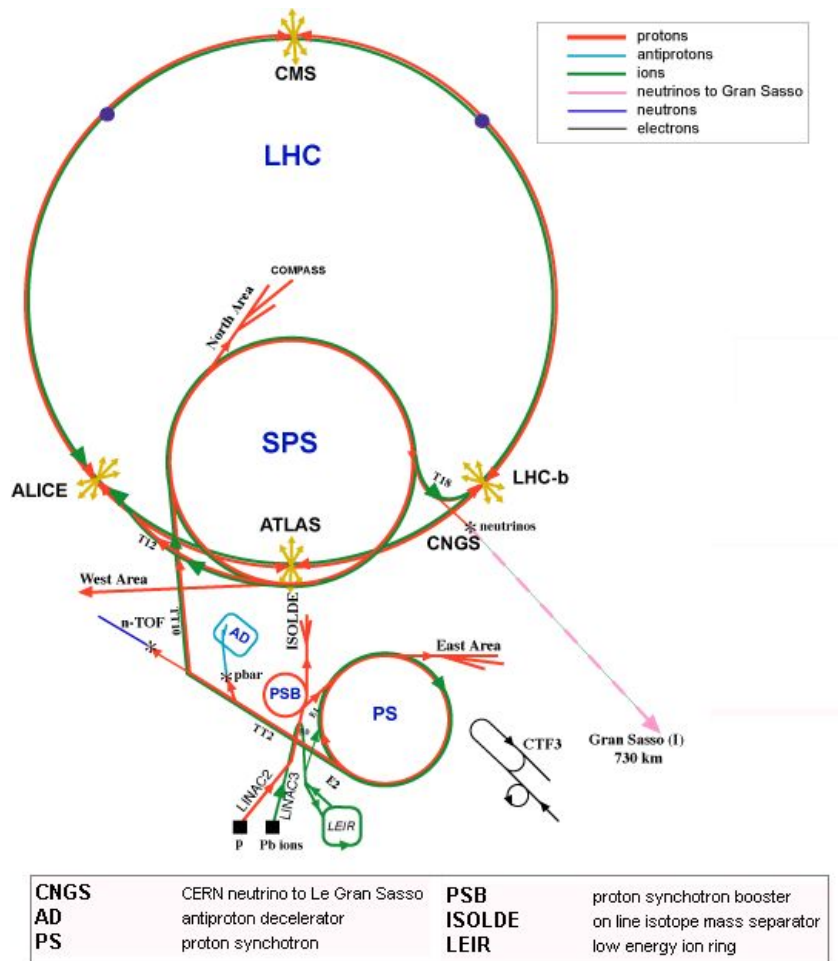 CMS
protons
antiprotons
ions
neutrinos to Gran Sasso
neutrons
electrons
LHC
COMPASS
North Area
SPS
ALICE
LHC-b
T18
ATLAS
*neutrinos
CNGS
T12
West Area
TT10
n-TOF
ISOLDE
AD
East Area
*pbar
PSB
E1
PS
TT2
CTF3
Gran Sasso (I)
730 km
E2
LINAC2
LINAC3
LEIR
P
Pb ions
CNGS CERN neutrino to Le Gran Sasso
AD antiproton decelerator
PS proton synchotron
PSB proton synchotron booster
ISOLDE on line isotope mass separator
LEIR low energy ion ring